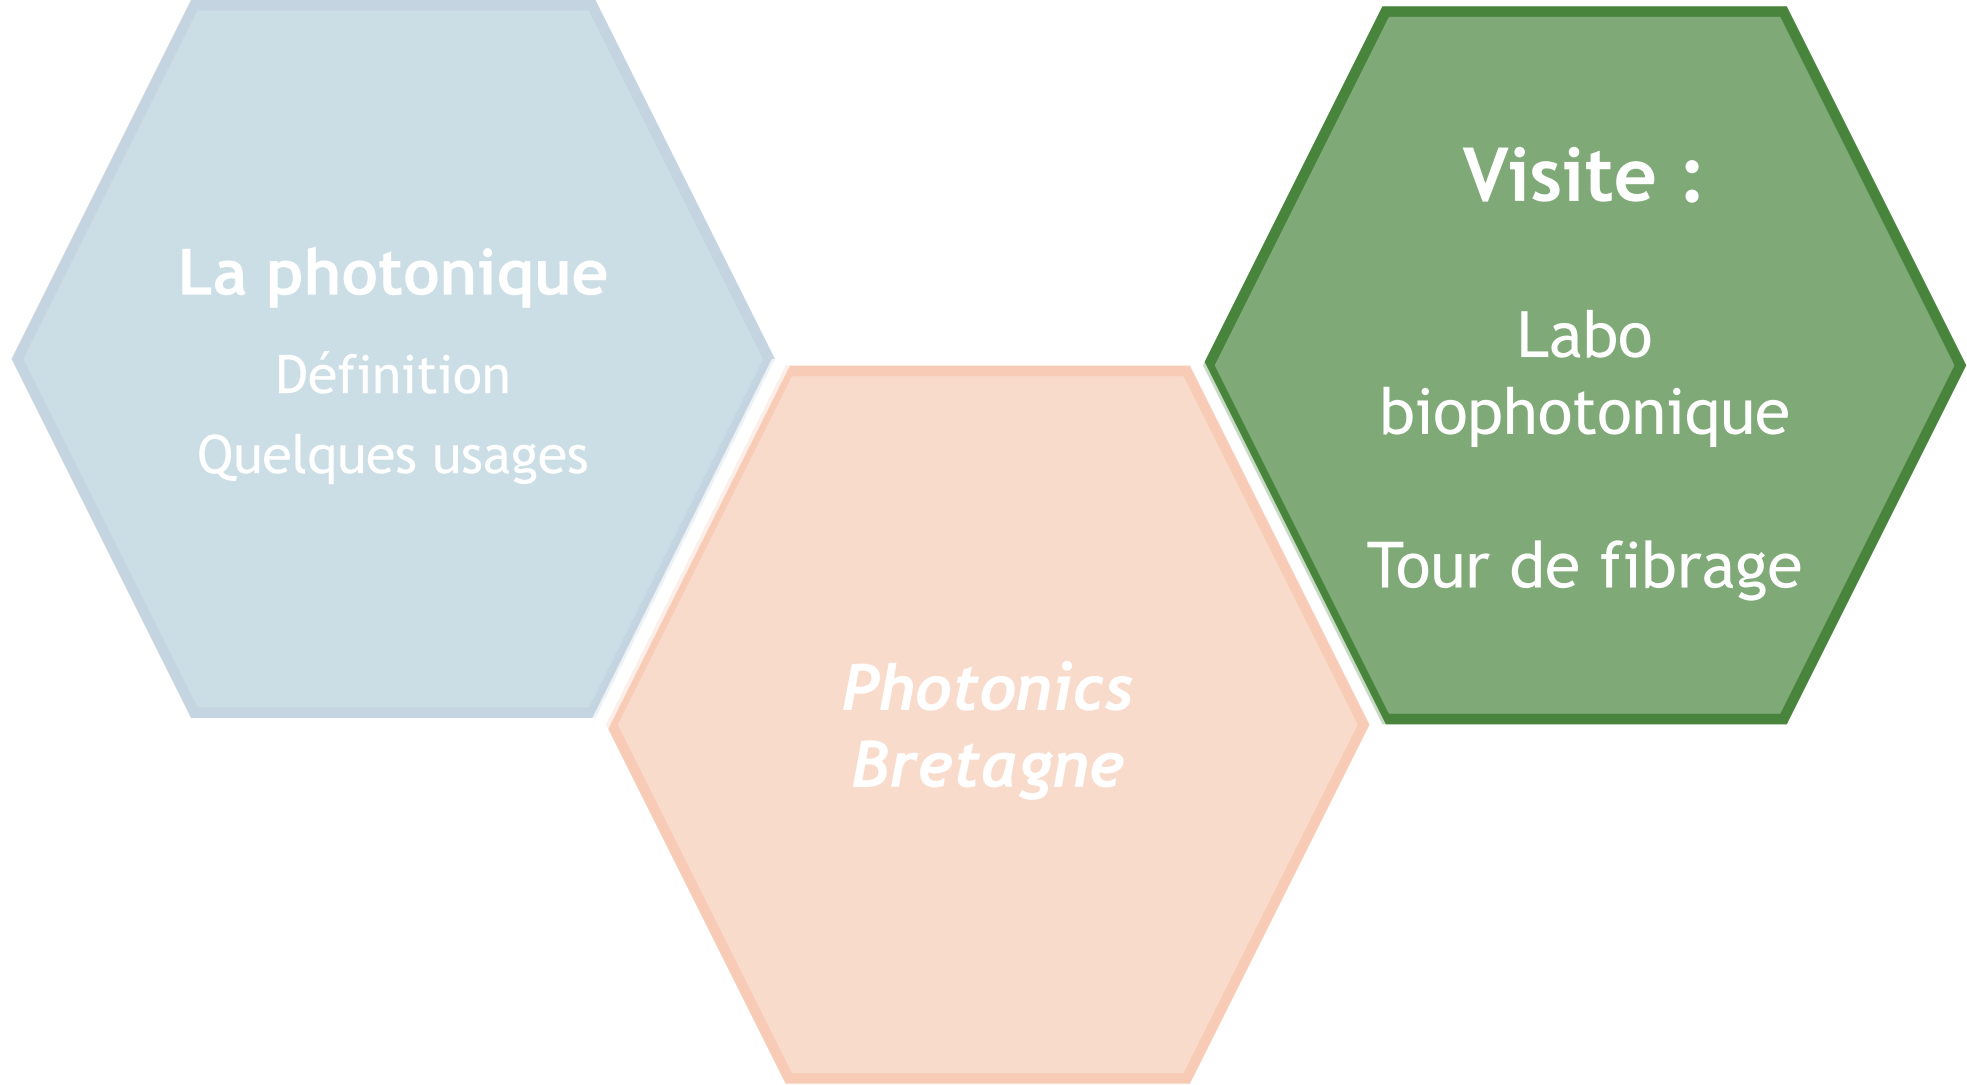 La photonique
Définition
Quelques usages
Photonics
Bretagne
Visite :
Labo
biophotonique
Tour de fibrage